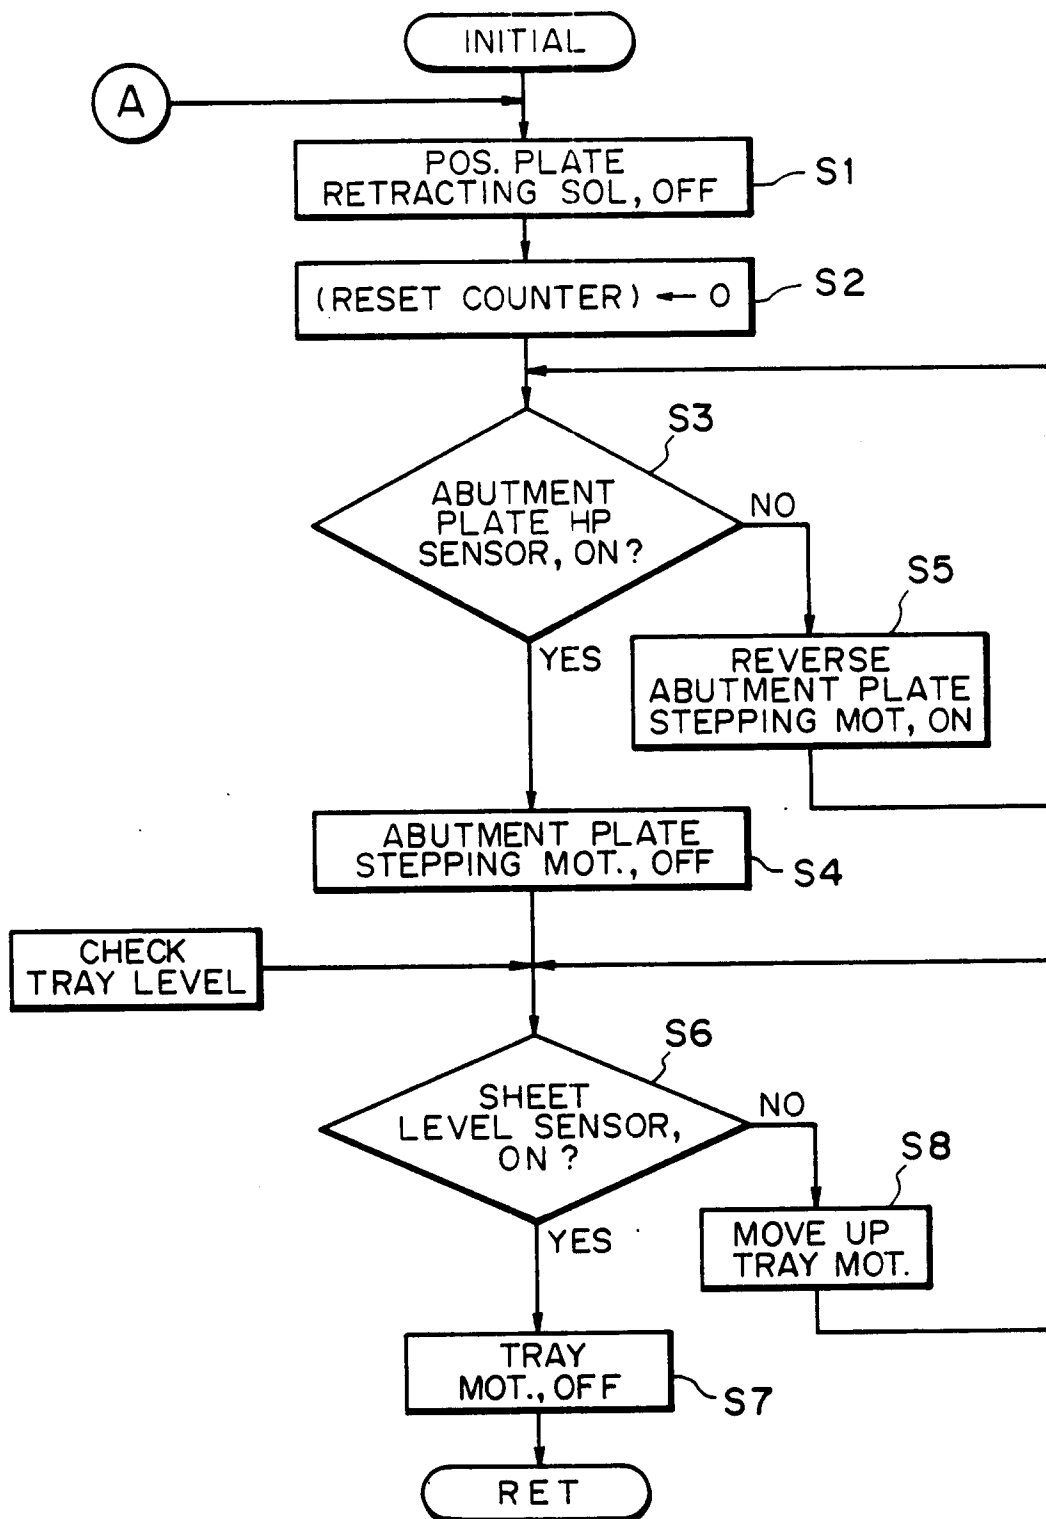 INITIAL
A
POS. PLATE
RETRACTING SOL, OFF
S1
(RESET COUNTER) ← 0
S2
S3
ABUTMENT
PLATE HP
SENSOR, ON?
NO
YES
S5
REVERSE
ABUTMENT PLATE
STEPPING MOT, ON
ABUTMENT PLATE
STEPPING MOT., OFF
S4
CHECK
TRAY LEVEL
S6
SHEET
LEVEL SENSOR,
ON?
NO
YES
S8
MOVE UP
TRAY MOT.
TRAY
MOT., OFF
S7
RET